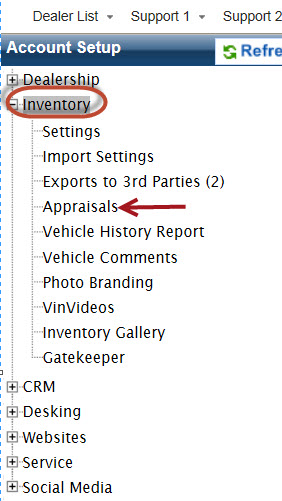 Dealer List Support 1 Support 2
Account Setup Refre
Dealership
Inventory
Settings
Import Settings
Exports to 3rd Parties (2)
Appraisals
Vehicle History Report
Vehicle Comments
Photo Branding
VinVideos
Inventory Gallery
Gatekeeper
CRM
Desking
Websites
Service
Social Media